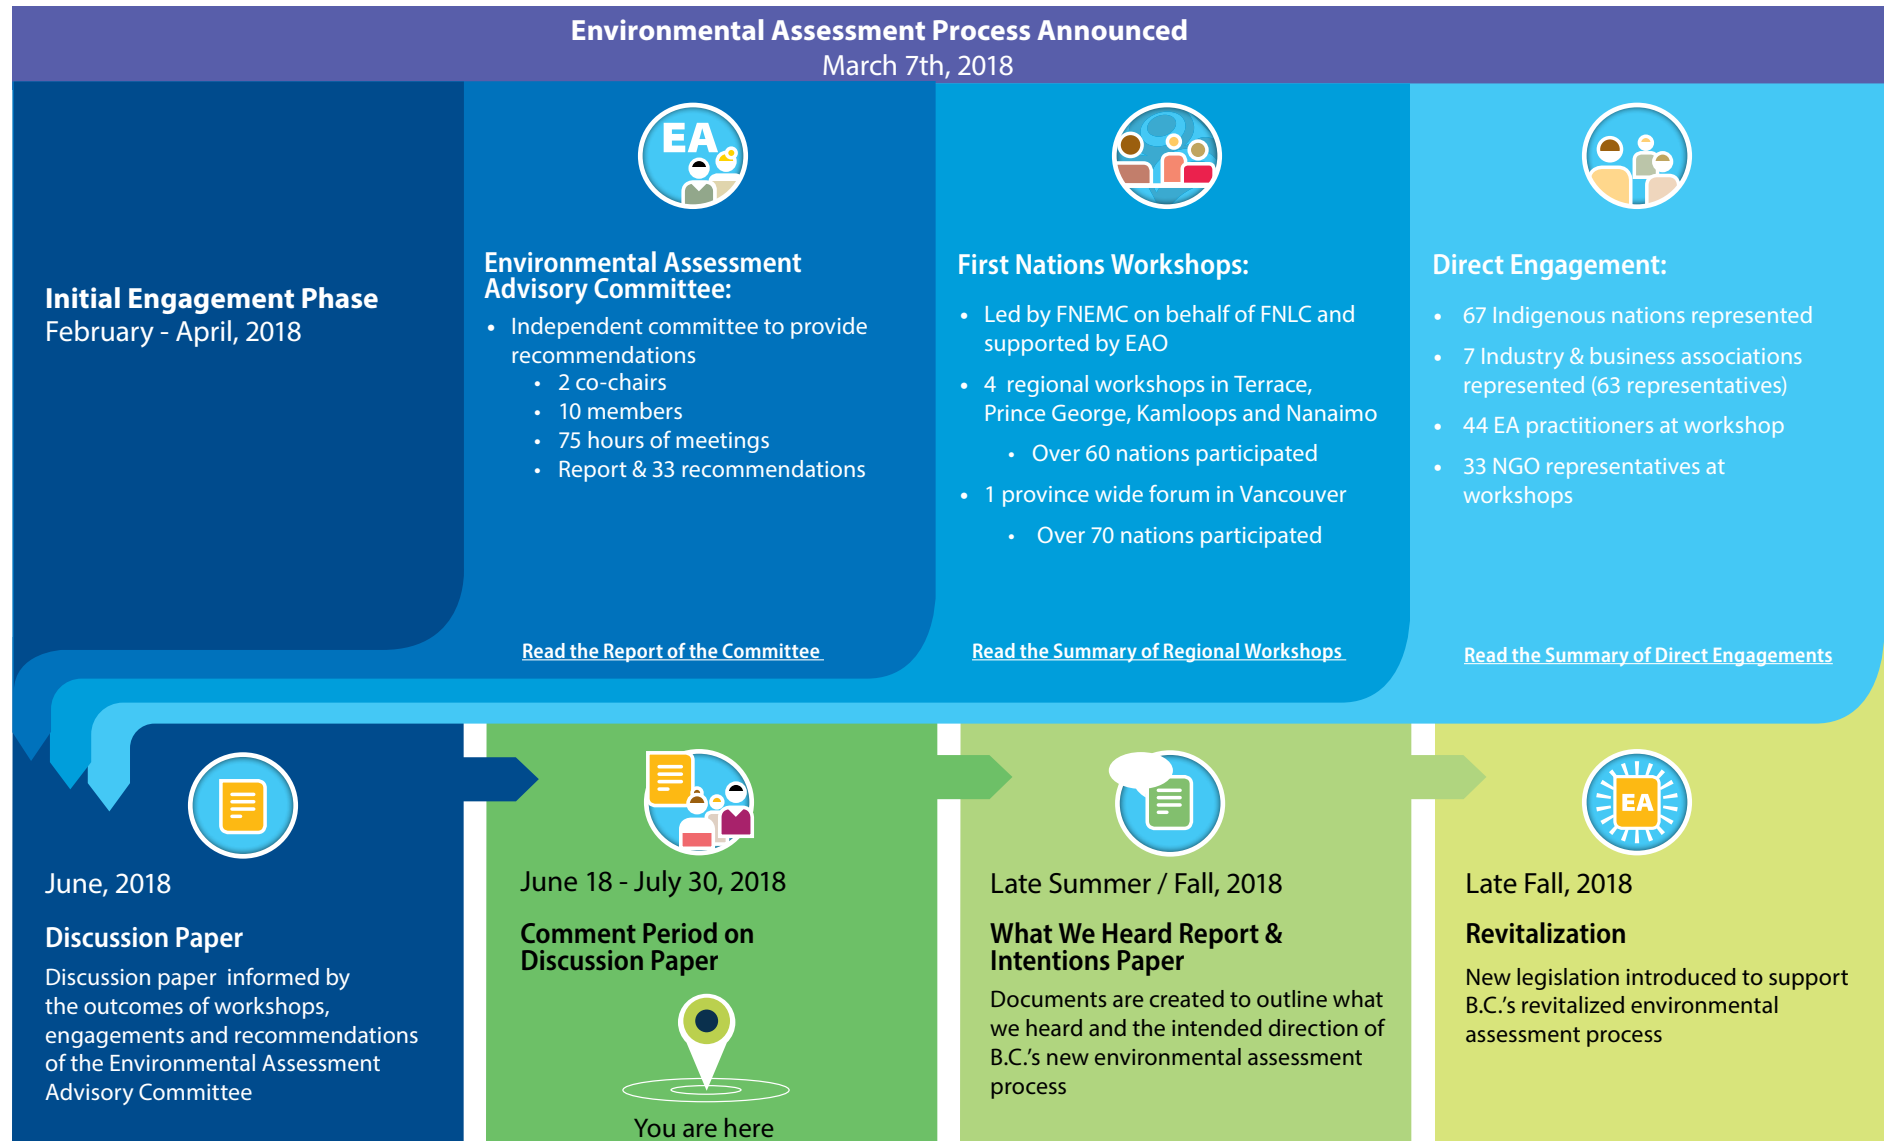 Environmental Assessment Process Announced
March 7th, 2018
Initial Engagement Phase
February - April, 2018
EA
Environmental Assessment
Advisory Committee:
• Independent committee to provide
recommendations
• 2 co-chairs
• 10 members
• 75 hours of meetings
• Report & 33 recommendations
Read the Report of the Committee
First Nations Workshops:
• Led by FNEMC on behalf of FNLC and
supported by EAO
• 4 regional workshops in Terrace,
Prince George, Kamloops and Nanaimo
• Over 60 nations participated
• 1 province wide forum in Vancouver
• Over 70 nations participated
Read the Summary of Regional Workshops
Direct Engagement:
• 67 Indigenous nations represented
• 7 Industry & business associations
represented (63 representatives)
• 44 EA practitioners at workshop
• 33 NGO representatives at
workshops
Read the Summary of Direct Engagements
June, 2018
Discussion Paper
Discussion paper informed by
the outcomes of workshops,
engagements and recommendations
of the Environmental Assessment
Advisory Committee
June 18 - July 30, 2018
Comment Period on
Discussion Paper
You are here
Late Summer / Fall, 2018
What We Heard Report &
Intentions Paper
Documents are created to outline what
we heard and the intended direction of
B.C.'s new environmental assessment
process
EA
Late Fall, 2018
Revitalization
New legislation introduced to support
B.C.'s revitalized environmental
assessment process